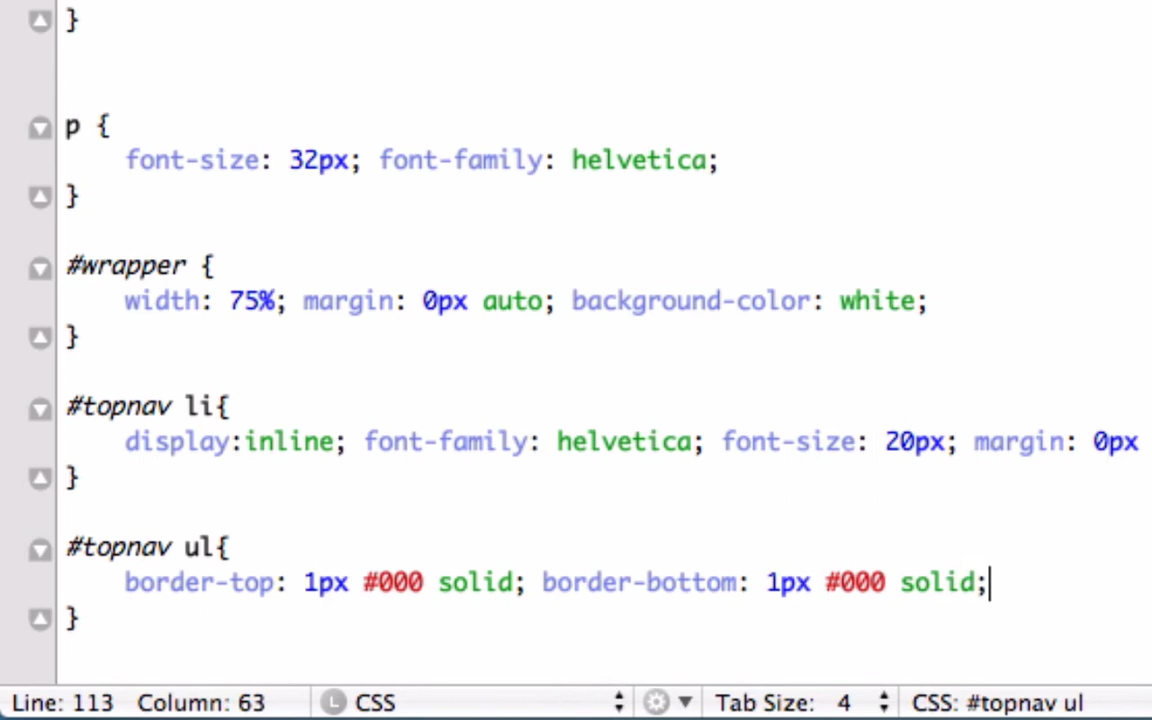 }
p {
font-size: 32px; font-family: helvetica;
}
#wrapper {
width: 75%; margin: 0px auto; background-color: white;
}
#topnav li{
display:inline; font-family: helvetica; font-size: 20px; margin: 0px
}
#topnav ul{
border-top: 1px #000 solid; border-bottom: 1px #000 solid;
}
Line: 113 Column: 63 L CSS Tab Size: 4 CSS: #topnav ul